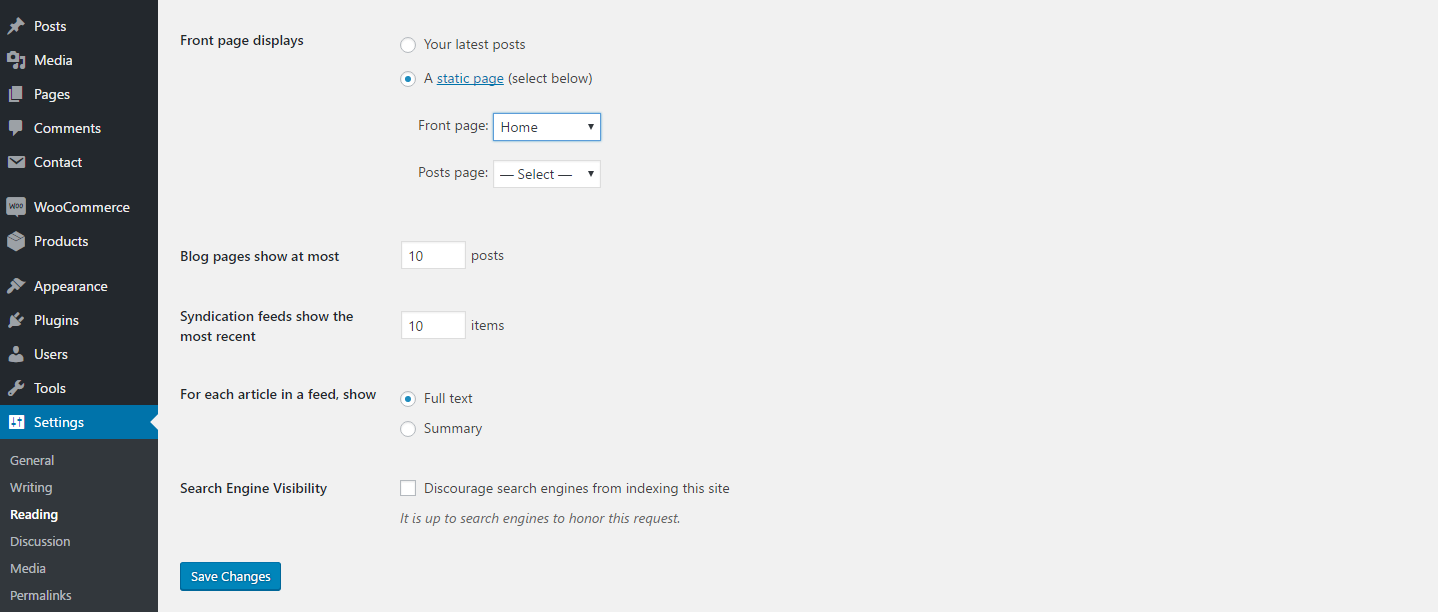 Posts
Media
Pages
Comments
Contact
WOO WooCommerce
Products
Appearance
Plugins
Users
Tools
Settings
General
Writing
Reading
Discussion
Media
Permalinks
Front page displays
Your latest posts
A static page (select below)
Front page: Home
Posts page: — Select —
Blog pages show at most
10 posts
Syndication feeds show the
most recent
10 items
For each article in a feed, show
Full text
Summary
Search Engine Visibility
Discourage search engines from indexing this site
It is up to search engines to honor this request.
Save Changes